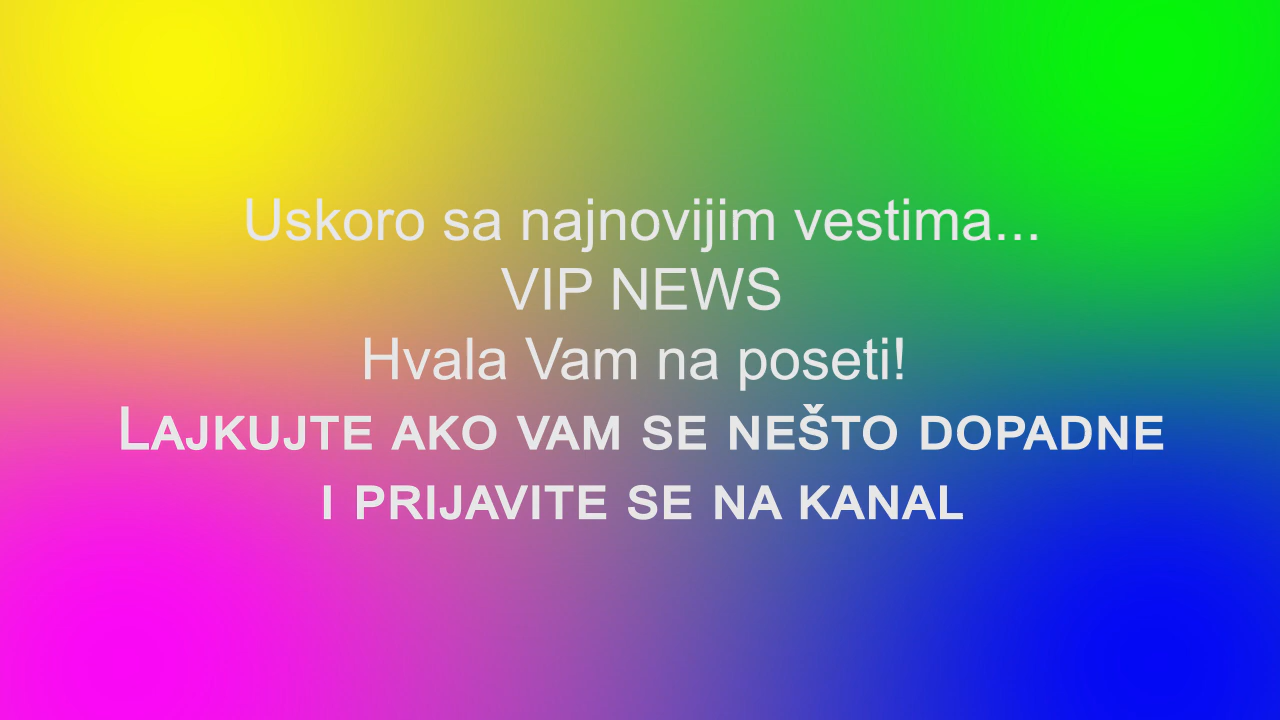 Uskoro sa najnovijim vestima...
VIP NEWS
Hvala Vam na poseti!
Lajkujte ako vam se nešto dopadne
i prijavite se na kanal